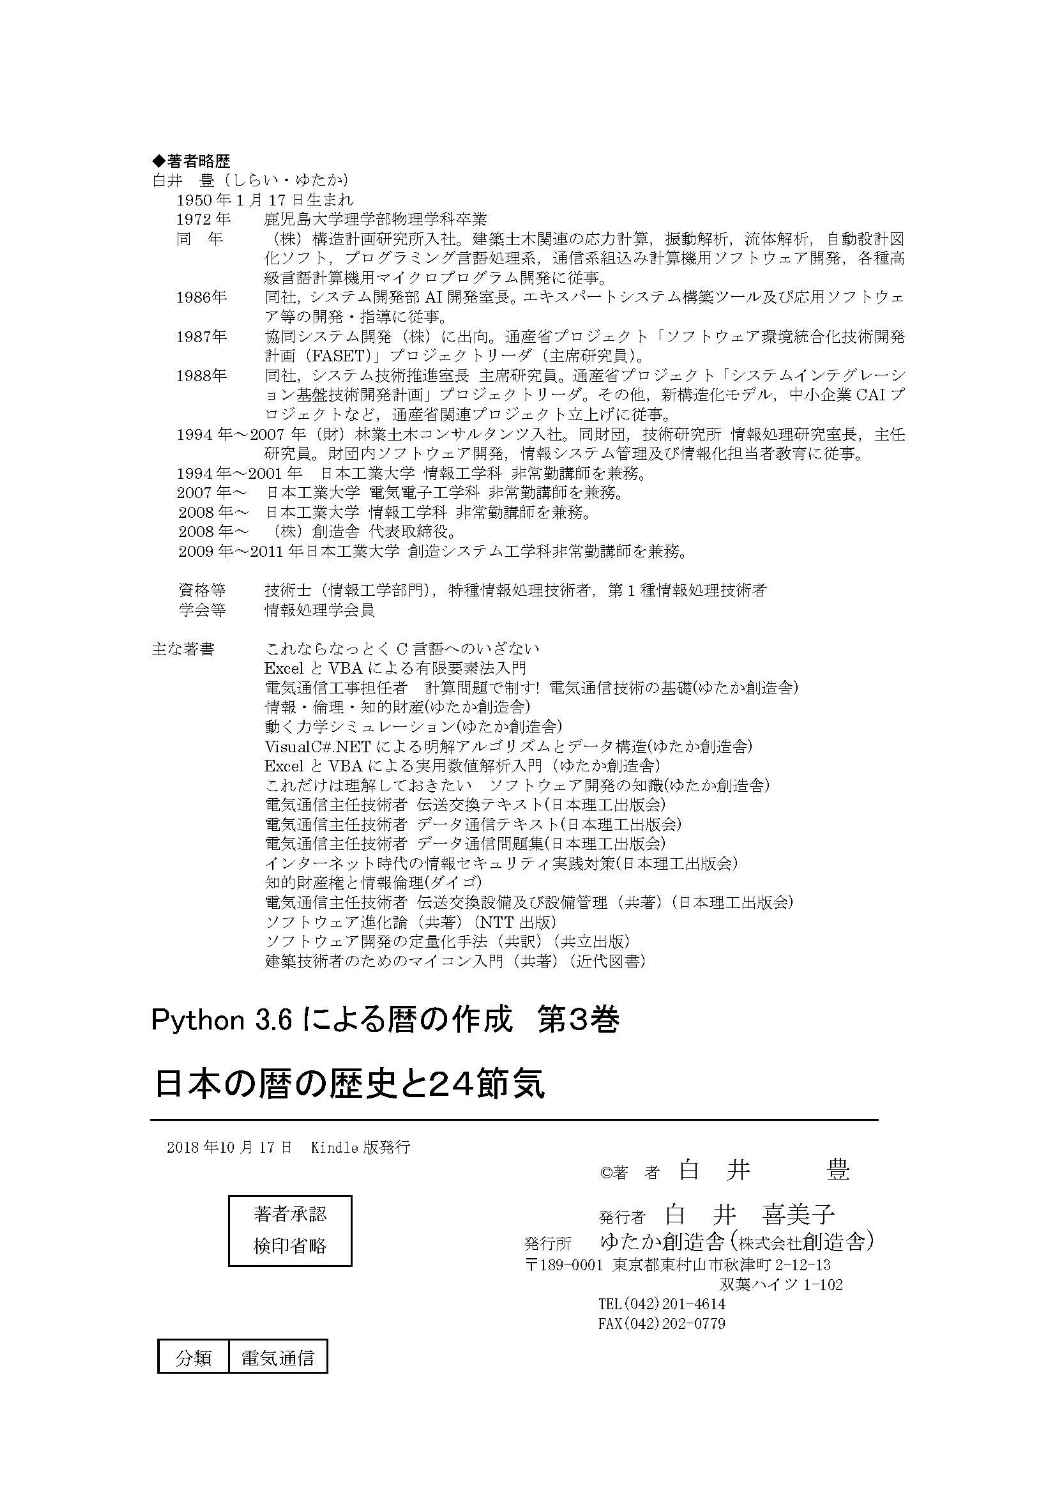 ◆著者略歴
白井　豊（しらい・ゆたか）
1950年1月17日生まれ
1972年　鹿児島大学理学部物理学科卒業
同　年　（株）構造計画研究所入社。建築土木関連の応力計算，振動解析，流体解析，自動設計図
化ソフト，プログラミング言語処理系，通信系組込み計算機用ソフトウェア開発，各種高
級言語計算機用マイクロプログラム開発に従事。
1986年　同社，システム開発部 AI 開発室長。エキスパートシステム構築ツール及び応用ソフトウェ
ア等の開発・指導に従事。
1987年　協同システム開発（株）に出向。通産省プロジェクト「ソフトウェア環境統合化技術開発
計画（FASET）」プロジェクトリーダ（主席研究員）。
1988年　同社，システム技術推進室長 主席研究員。通産省プロジェクト「システムインテグレーシ
ョン基盤技術開発計画」プロジェクトリーダ。その他，新構造化モデル，中小企業 CAI プ
ロジェクトなど，通産省関連プロジェクト立上げに従事。
1994年～2007年（財）林業土木コンサルタンツ入社。同財団，技術研究所 情報処理研究室長，主任
研究員。財団内ソフトウェア開発，情報システム管理及び情報化担当者教育に従事。
1994年～2001年　日本工業大学 情報工学科 非常勤講師を兼務。
2007年～　日本工業大学 電気電子工学科 非常勤講師を兼務。
2008年～　日本工業大学 情報工学科 非常勤講師を兼務。
2008年～　（株）創造舎 代表取締役。
2009年～2011年日本工業大学 創造システム工学科非常勤講師を兼務。
資格等　技術士（情報工学部門），特種情報処理技術者，第1種情報処理技術者
学会等　情報処理学会員
主な著書　これならなっとく C 言語へのいざない
Excel と VBA による有限要素法入門
電気通信工事担任者　計算問題で制す! 電気通信技術の基礎(ゆたか創造舎)
情報・倫理・知的財産(ゆたか創造舎)
動く力学シミュレーション(ゆたか創造舎)
VisualC#.NET による明解アルゴリズムとデータ構造(ゆたか創造舎)
Excel と VBA による実用数値解析入門（ゆたか創造舎）
これだけは理解しておきたい　ソフトウェア開発の知識(ゆたか創造舎)
電気通信主任技術者 伝送交換テキスト(日本理工出版会)
電気通信主任技術者 データ通信テキスト(日本理工出版会)
電気通信主任技術者 データ通信問題集(日本理工出版会)
インターネット時代の情報セキュリティ実践対策(日本理工出版会)
知的財産権と情報倫理(ダイゴ)
電気通信主任技術者 伝送交換設備及び設備管理（共著）(日本理工出版会)
ソフトウェア進化論（共著）（NTT 出版）
ソフトウェア開発の定量化手法（共訳）（共立出版）
建築技術者のためのマイコン入門（共著）（近代図書）
Python 3.6 による暦の作成　第3巻
日本の暦の歴史と24節気
2018年10月17日　Kindle 版発行
©著　者　白　井　　豊
著者承認
検印省略
発行者　白　井　喜美子
発行所　ゆたか創造舎(株式会社創造舎)
〒189-0001 東京都東村山市秋津町 2-12-13
双葉ハイツ 1-102
TEL(042)201-4614
FAX(042)202-0779
分類　電気通信